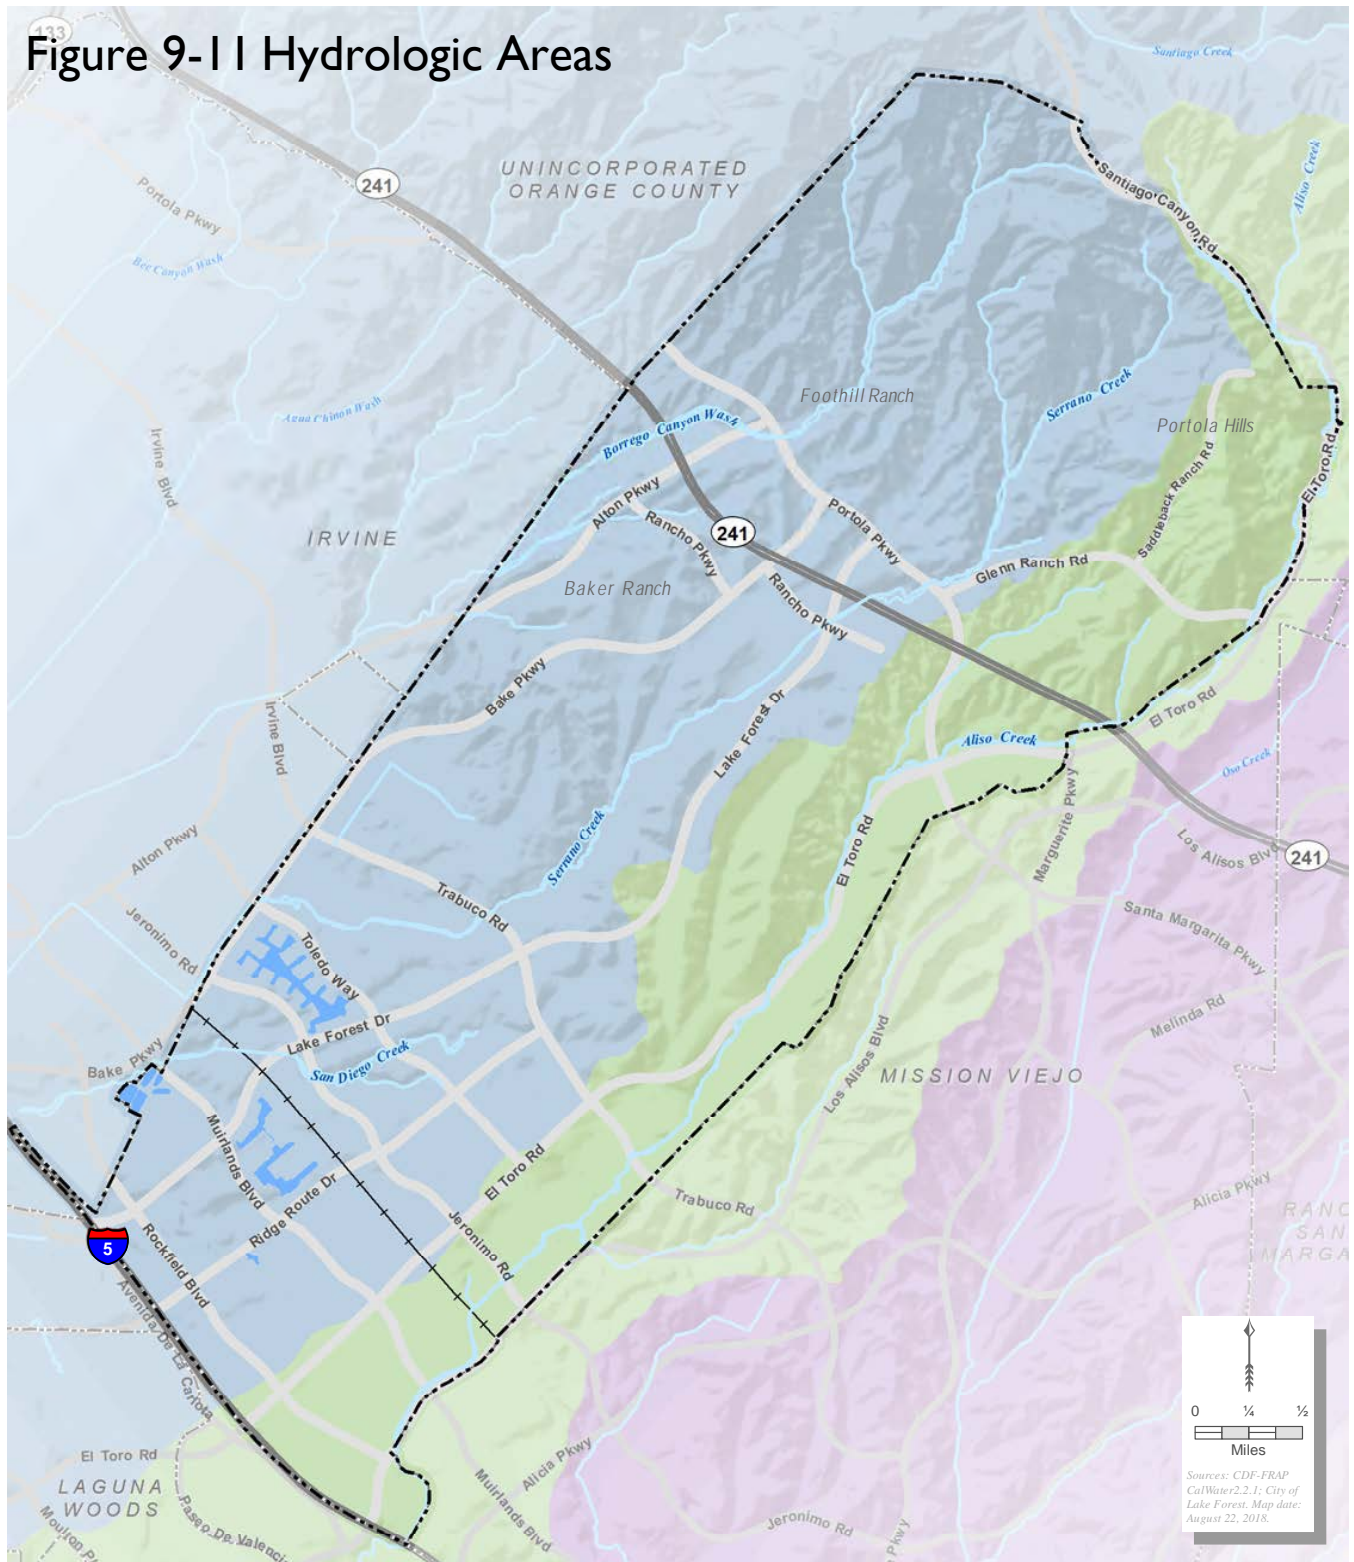 133
Figure 9-11 Hydrologic Areas
Santiago Creek
UNINCORPORATED
ORANGE COUNTY
241
Portola Pkwy
Bee Canyon Wash
Santiago Canyon Rd
Aliso Creek
Agua Chinon Wash
Irvine Blvd
Foothill Ranch
Serrano Creek
Portola Hills
Borrego Canyon Wash
El Toro Rd
Saddleback Ranch Rd
Alton Pkwy
Rancho Pkwy
241
Portola Pkwy
IRVINE
Baker Ranch
Glenn Ranch Rd
Rancho Pkwy
Bake Pkwy
Irvine Blvd
Lake Forest Dr
El Toro Rd
Aliso Creek
Oso Creek
Marguerite Pkwy
Los Alisos Blvd
241
Alton Pkwy
Serrano Creek
El Toro Rd
Trabuco Rd
Jeronimo Rd
Toledo Way
Santa Margarita Pkwy
Melinda Rd
Lake Forest Dr
San Diego Creek
Bake Pkwy
Los Alisos Blvd
MISSION VIEJO
Muirlands Blvd
Ridge Route Dr
El Toro Rd
Trabuco Rd
Alicia Pkwy
RANC
SAN
MARGA
5
Rockfield Blvd
Jeronimo Rd
Avenida De La Carlota
El Toro Rd
LAGUNA
WOODS
Moulton P
Paseo De Valenci
Muirlands Blvd
Alicia Pkwy
Jeronimo Rd
Pkwy
0 ¼ ½
Miles
Sources: CDF-FRAP
CalWater2.2.1; City of
Lake Forest. Map date:
August 22, 2018.